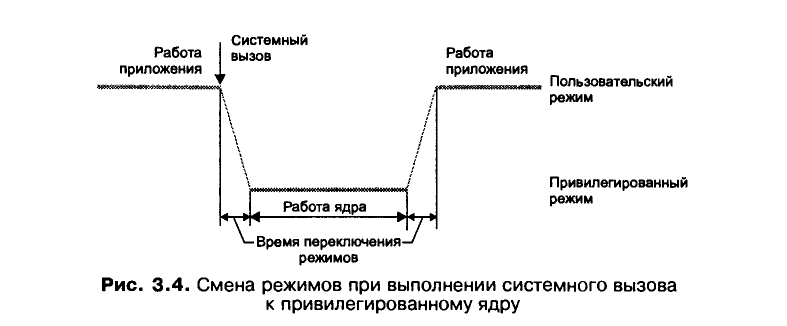 Работа
приложения
Системный
вызов
Работа
приложения
Пользовательский
режим
Привилегированный
режим
Работа ядра
Время переключения
режимов
Рис. 3.4. Смена режимов при выполнении системного вызова
к привилегированному ядру